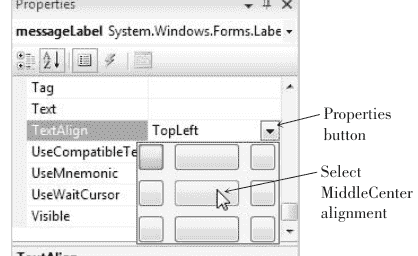 Properties
messageLabel System.Windows.Forms.Labe
Tag
Text
TextAlign TopLeft
UseCompatibleTe
UseMnemonic
UseWaitCursor
Visible
Properties
button
Select
MiddleCenter
alignment